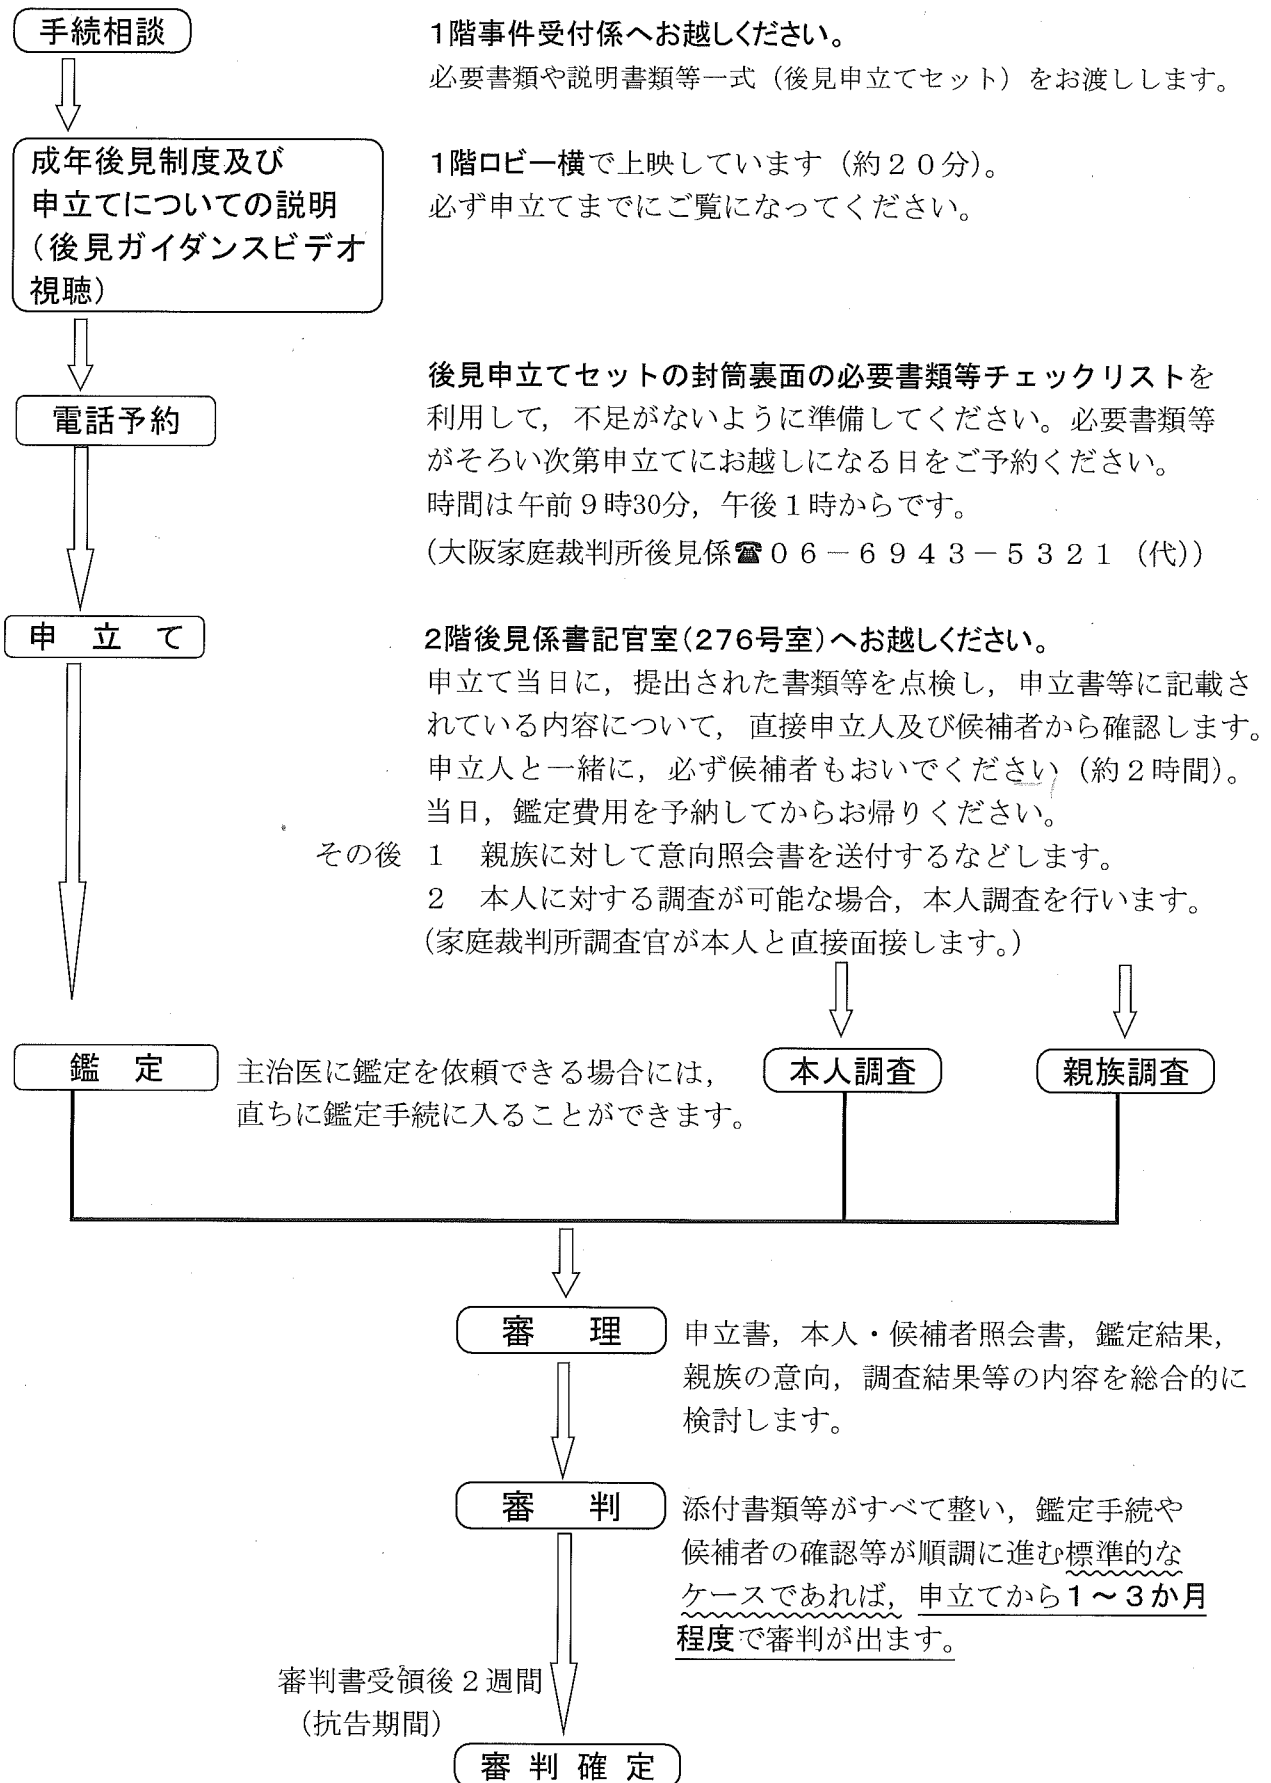 手続相談
1階事件受付係へお越しください。
必要書類や説明書類等一式（後見申立てセット）をお渡しします。
成年後見制度及び
申立てについての説明
（後見ガイダンスビデオ
視聴）
1階ロビー横で上映しています（約２０分）。
必ず申立てまでにご覧になってください。
電話予約
後見申立てセットの封筒裏面の必要書類等チェックリストを
利用して，不足がないように準備してください。必要書類等
がそろい次第申立てにお越しになる日をご予約ください。
時間は午前９時30分，午後１時からです。
（大阪家庭裁判所後見係☎０６－６９４３－５３２１（代））
申立て
2階後見係書記官室（276号室）へお越しください。
申立て当日に，提出された書類等を点検し，申立書等に記載さ
れている内容について，直接申立人及び候補者から確認します。
申立人と一緒に，必ず候補者もおいでください（約２時間）。
当日，鑑定費用を予納してからお帰りください。
その後　１　親族に対して意向照会書を送付するなどします。
２　本人に対する調査が可能な場合，本人調査を行います。
（家庭裁判所調査官が本人と直接面接します。）
鑑定
主治医に鑑定を依頼できる場合には，
直ちに鑑定手続に入ることができます。
本人調査
親族調査
審理
申立書，本人・候補者照会書，鑑定結果，
親族の意向，調査結果等の内容を総合的に
検討します。
審判
添付書類等がすべて整い，鑑定手続や
候補者の確認等が順調に進む標準的な
ケースであれば，申立てから１～３か月
程度で審判が出ます。
審判書受領後２週間
（抗告期間）
審判確定